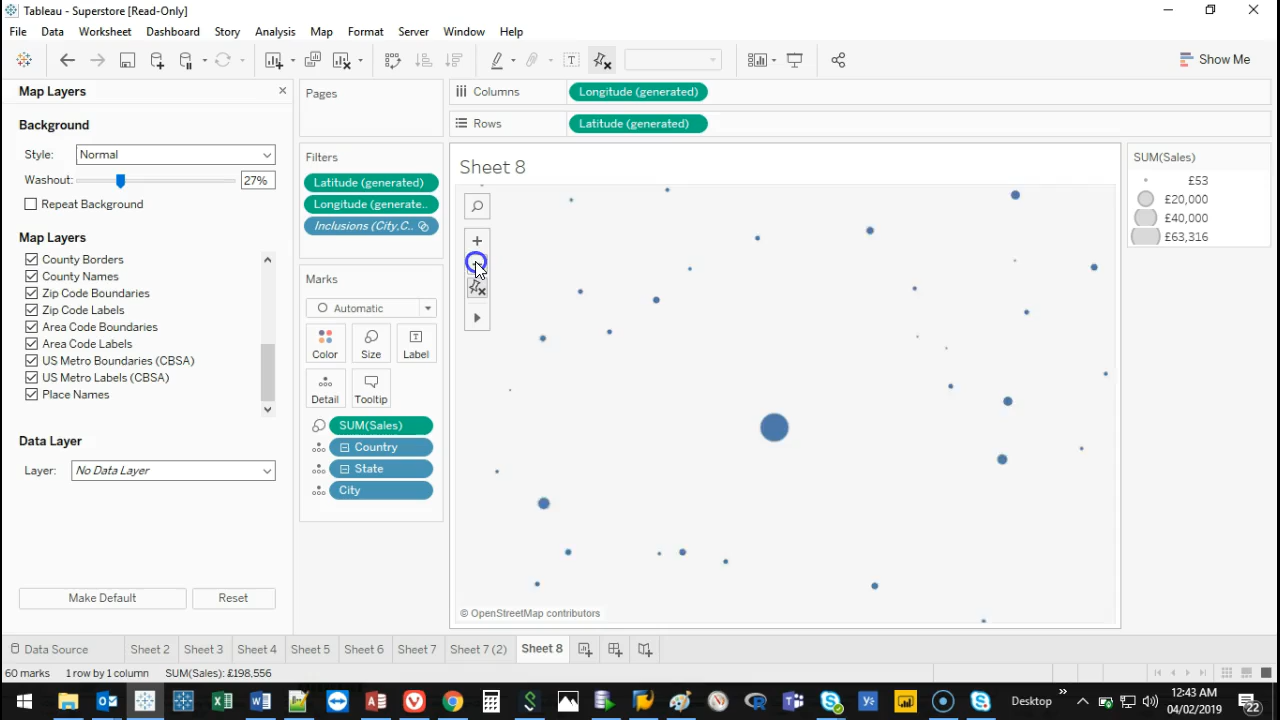 Tableau - Superstore [Read-Only]
File Data Worksheet Dashboard Story Analysis Map Format Server Window Help
Show Me
Map Layers
Background
Style: Normal
Washout: 27%
Repeat Background
Map Layers
County Borders
County Names
Zip Code Boundaries
Zip Code Labels
Area Code Boundaries
Area Code Labels
US Metro Boundaries (CBSA)
US Metro Labels (CBSA)
Place Names
Data Layer
Layer: No Data Layer
Make Default Reset
Pages
Filters
Latitude (generated)
Longitude (generate..
Inclusions (City,C..
Marks
Automatic
Color Size Label
Detail Tooltip
SUM(Sales)
Country
State
City
Columns Longitude (generated)
Rows Latitude (generated)
Sheet 8
© OpenStreetMap contributors
SUM(Sales)
£53
£20,000
£40,000
£63,316
Data Source Sheet 2 Sheet 3 Sheet 4 Sheet 5 Sheet 6 Sheet 7 Sheet 7 (2) Sheet 8
60 marks 1 row by 1 column SUM(Sales): £198,556
Desktop
12:43 AM
04/02/2019
22